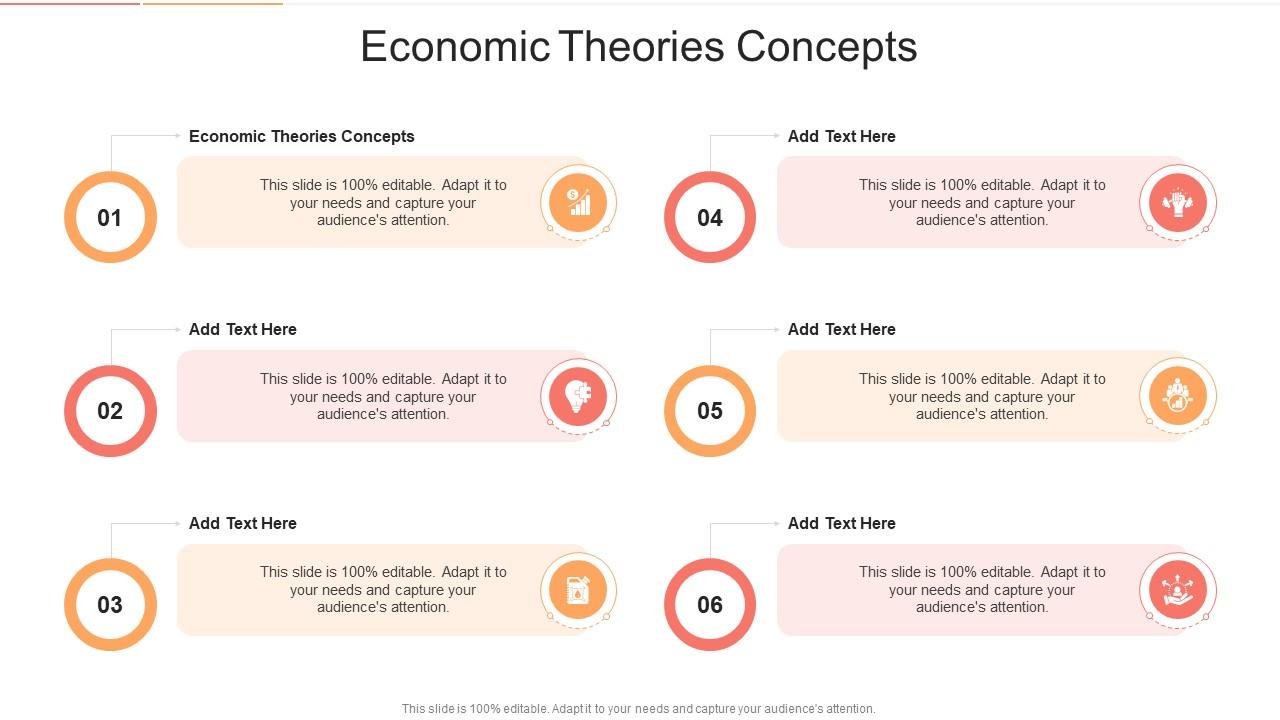 Economic Theories Concepts
01
Economic Theories Concepts
This slide is 100% editable. Adapt it to
your needs and capture your
audience's attention.
$
02
Add Text Here
This slide is 100% editable. Adapt it to
your needs and capture your
audience's attention.
03
Add Text Here
This slide is 100% editable. Adapt it to
your needs and capture your
audience's attention.
04
Add Text Here
This slide is 100% editable. Adapt it to
your needs and capture your
audience's attention.
05
Add Text Here
This slide is 100% editable. Adapt it to
your needs and capture your
audience's attention.
06
Add Text Here
This slide is 100% editable. Adapt it to
your needs and capture your
audience's attention.
This slide is 100% editable. Adapt it to your needs and capture your audience's attention.